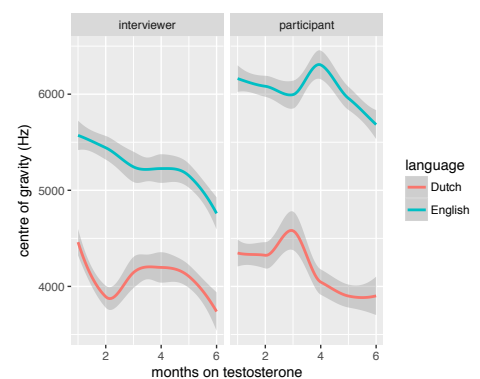 interviewer participant
centre of gravity (Hz)
6000
5000
4000
2 4 6 2 4 6
months on testosterone
language
Dutch
English